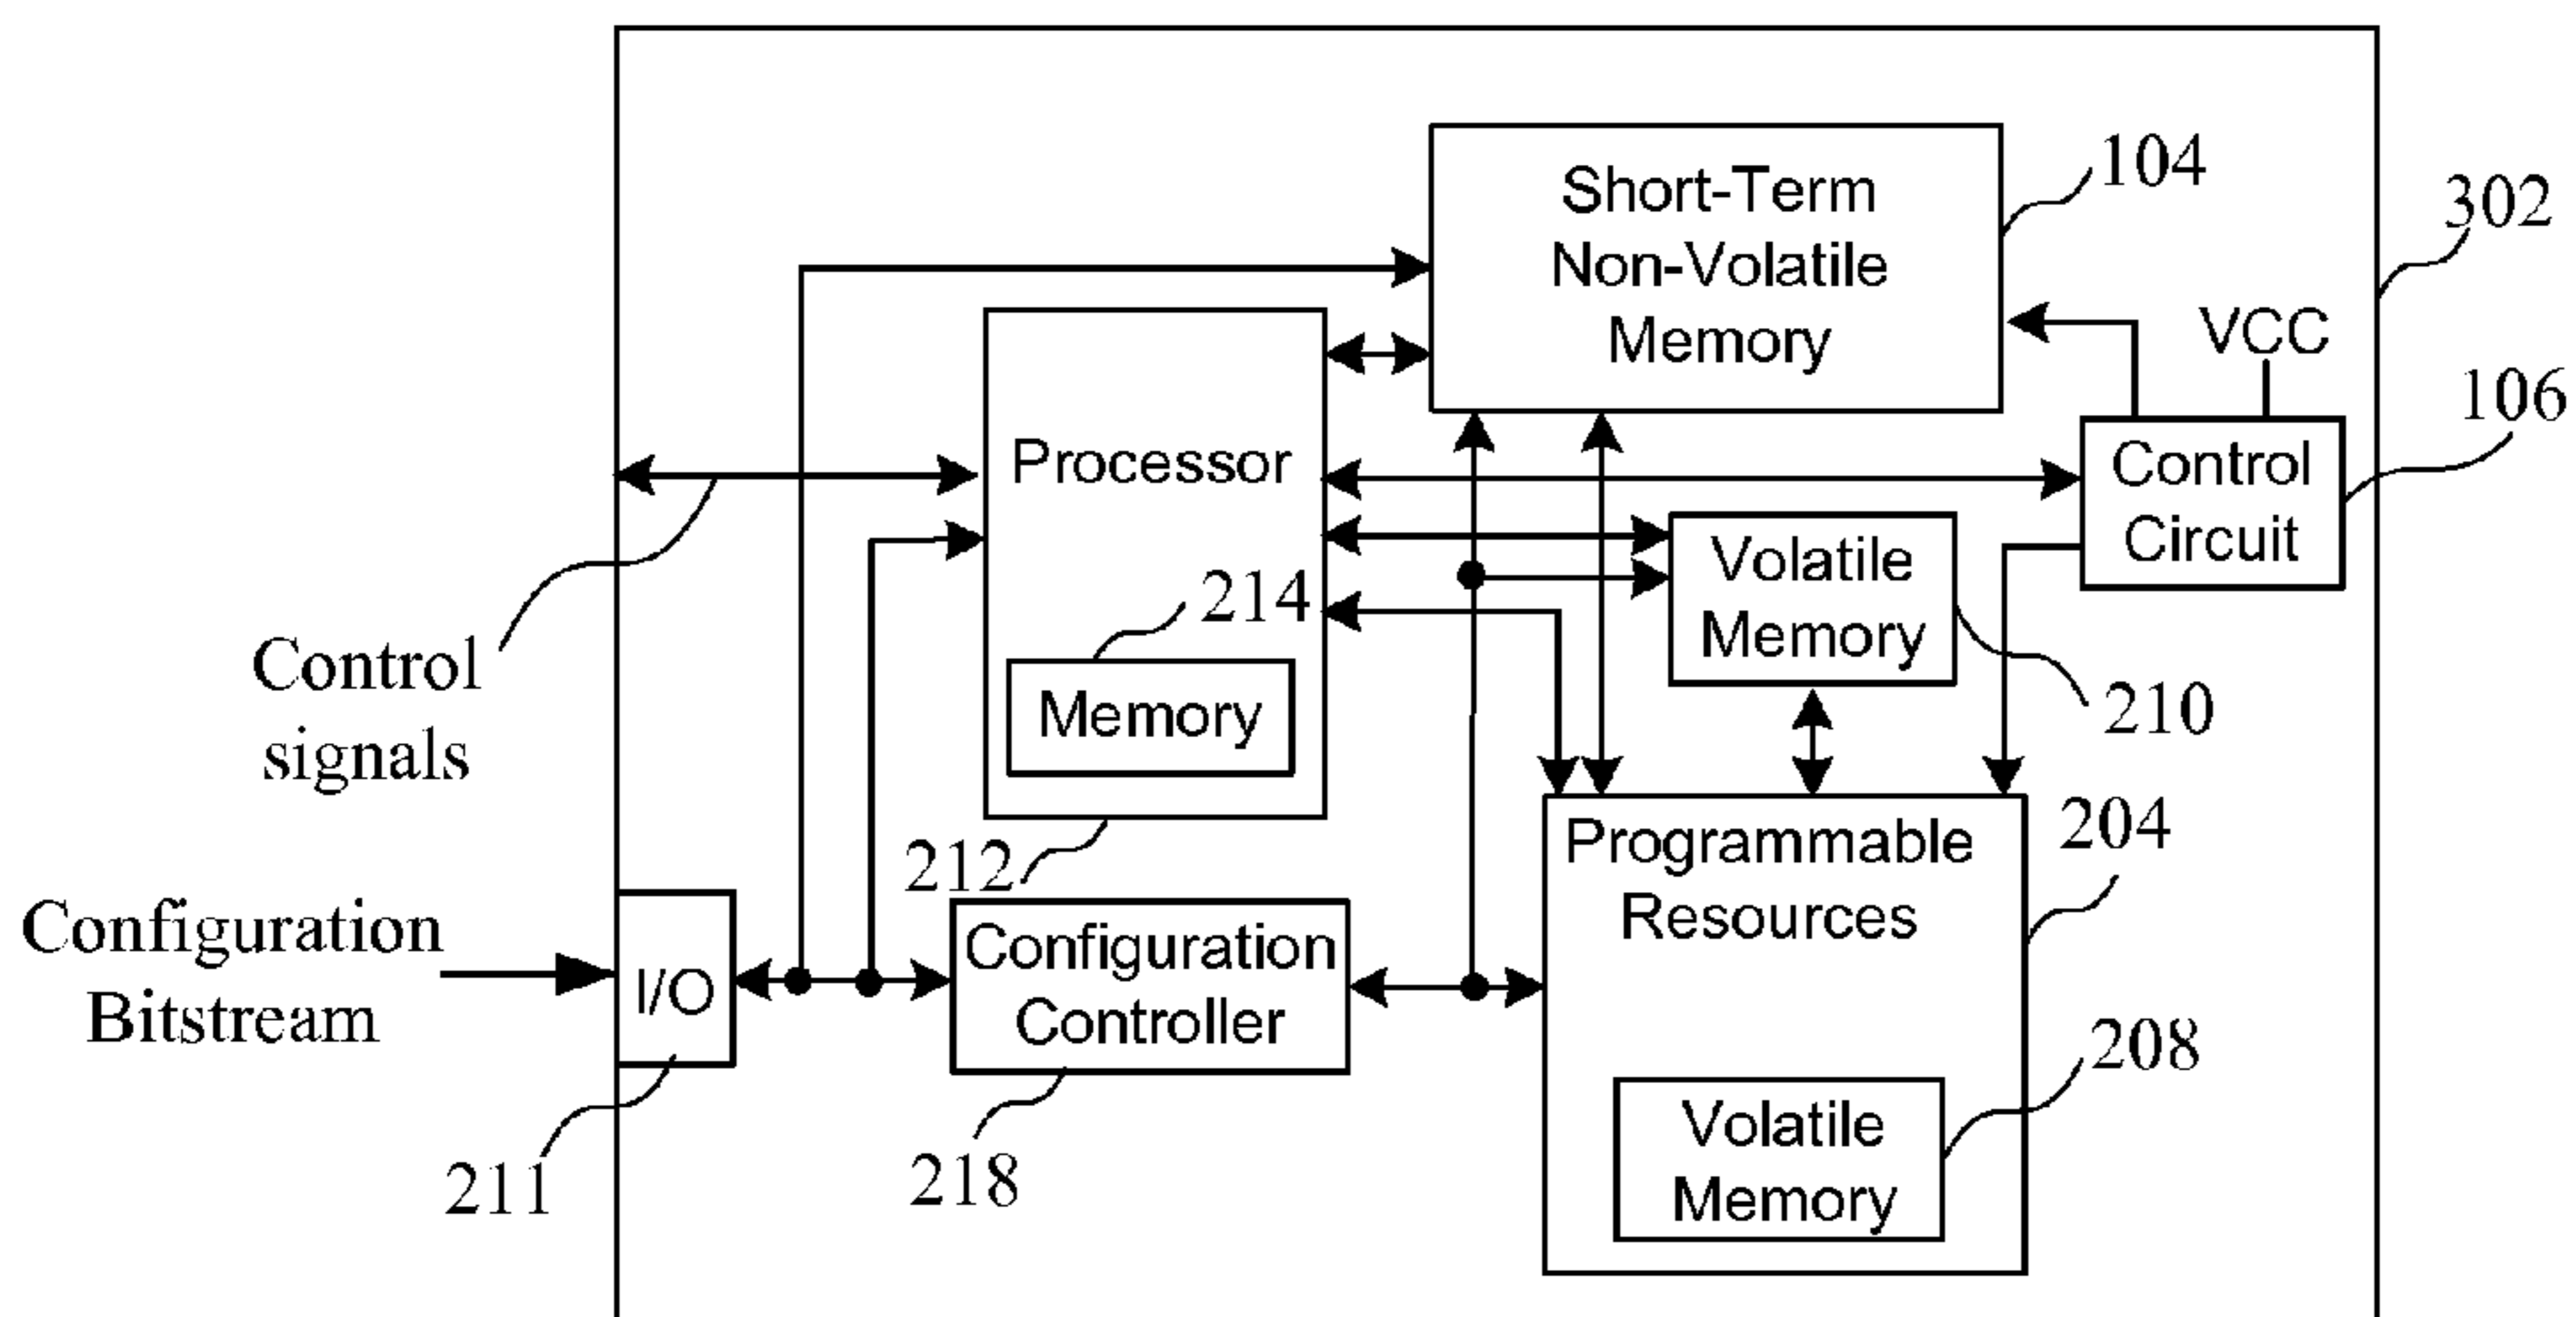 Short-Term
Non-Volatile
Memory
104
302
VCC
106
Control
Circuit
Processor
Volatile
Memory
214
Memory
210
Control
signals
212
Programmable
Resources
204
Configuration
Bitstream
I/O
Configuration
Controller
208
Volatile
Memory
211
218